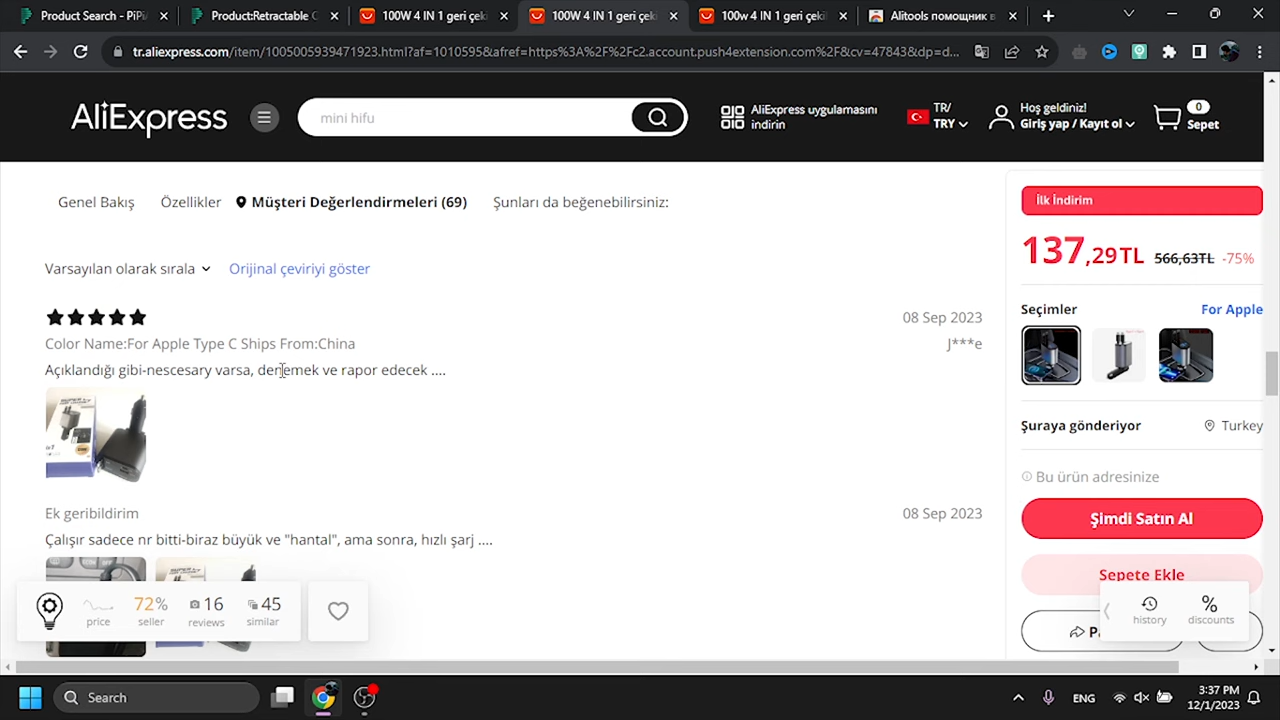 Product Search - PiPi
Product:Retractable C
100W 4 IN 1 geri çeki
100W 4 IN 1 geri çeki
100w 4 IN 1 geri çeki
Alitools помощник в
tr.aliexpress.com/item/1005005939471923.html?af=1010595&afref=https%3A%2F%2Fc2.account.push4extension.com%2F&cv=47843&dp=d...
AliExpress
mini hifu
AliExpress uygulamasını
indirin
TR/
TRY
Hoş geldiniz!
Giriş yap / Kayıt ol
0
Sepet
Genel Bakış
Özellikler
Müşteri Değerlendirmeleri (69)
Şunları da beğenebilirsiniz:
Varsayılan olarak sırala
Orijinal çeviriyi göster
08 Sep 2023
Color Name:For Apple Type C Ships From:China
J***e
Açıklandığı gibi-nescesary varsa, denemek ve rapor edecek ....
Ek geribildirim
08 Sep 2023
Çalışır sadece nr bitti-biraz büyük ve "hantal", ama sonra, hızlı şarj ....
price
72%
seller
16
reviews
45
similar
İlk İndirim
137,29TL 566,63TL -75%
Seçimler
For Apple
Şuraya gönderiyor
Turkey
Bu ürün adresinize
Şimdi Satın Al
Sepete Ekle
history
%
discounts
Search
ENG
3:37 PM
12/1/2023